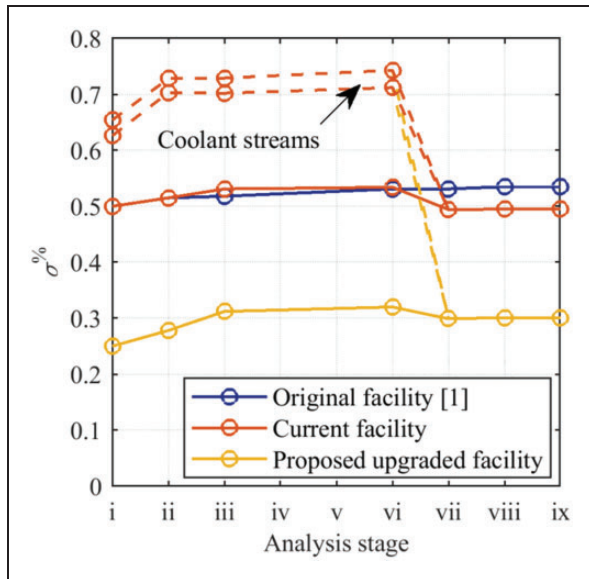 0.8
0.7
0.6
0.5
0.4
0.3
0.2
0.1
0
σ%
Coolant streams
Original facility [1]
Current facility
Proposed upgraded facility
i ii iii iv v vi vii viii ix
Analysis stage